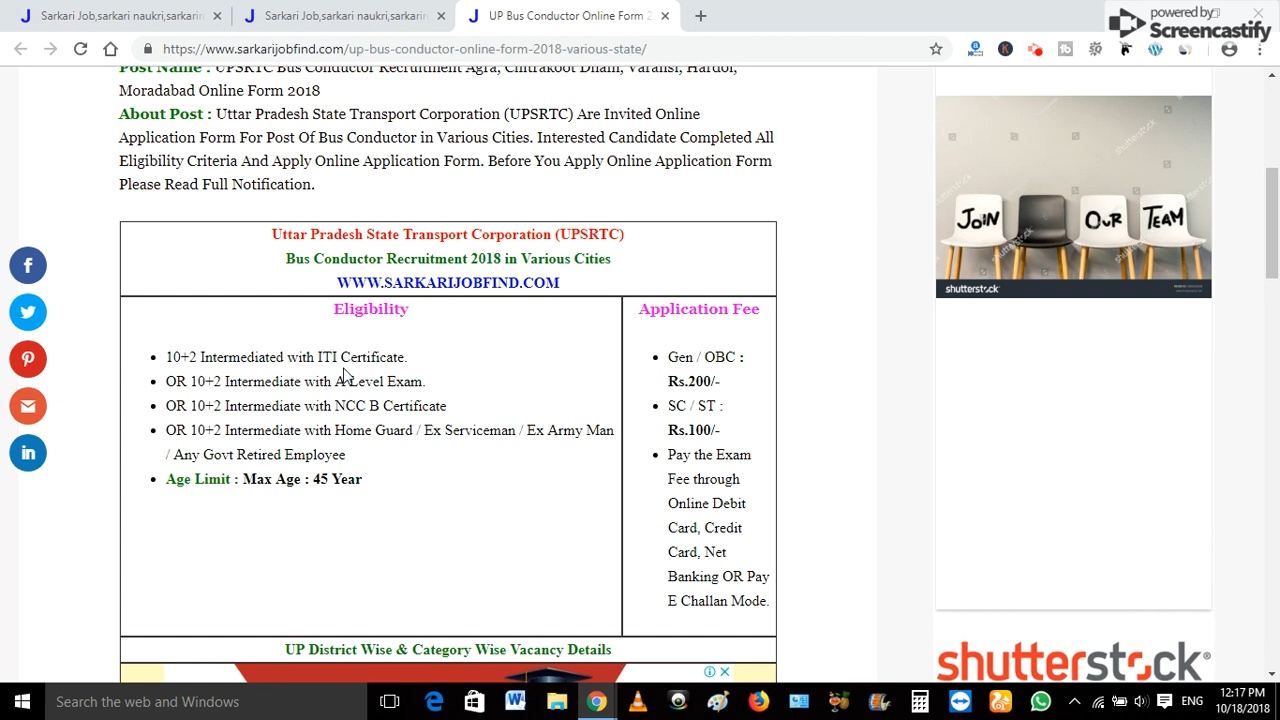 Sarkari Job,sarkari naukri,sarkarin
Sarkari Job,sarkari naukri,sarkarin
UP Bus Conductor Online Form 2
powered by
Screencastify
https://www.sarkarijobfind.com/up-bus-conductor-online-form-2018-various-state/
Post Name : UPSRTC Bus Conductor Recruitment Agra, Chitrakoot Dham, Varansi, Hardoi,
Moradabad Online Form 2018
About Post : Uttar Pradesh State Transport Corporation (UPSRTC) Are Invited Online
Application Form For Post Of Bus Conductor in Various Cities. Interested Candidate Completed All
Eligibility Criteria And Apply Online Application Form. Before You Apply Online Application Form
Please Read Full Notification.
Uttar Pradesh State Transport Corporation (UPSRTC)
Bus Conductor Recruitment 2018 in Various Cities
WWW.SARKARIJOBFIND.COM
Eligibility
10+2 Intermediated with ITI Certificate.
OR 10+2 Intermediate with A Level Exam.
OR 10+2 Intermediate with NCC B Certificate
OR 10+2 Intermediate with Home Guard / Ex Serviceman / Ex Army Man
/ Any Govt Retired Employee
Age Limit : Max Age : 45 Year
Application Fee
Gen / OBC :
Rs.200/-
SC / ST :
Rs.100/-
Pay the Exam
Fee through
Online Debit
Card, Credit
Card, Net
Banking OR Pay
E Challan Mode.
UP District Wise & Category Wise Vacancy Details
JOIN OUR TEAM
shutterstock
shutterstock
Search the web and Windows
ENG
12:17 PM
10/18/2018